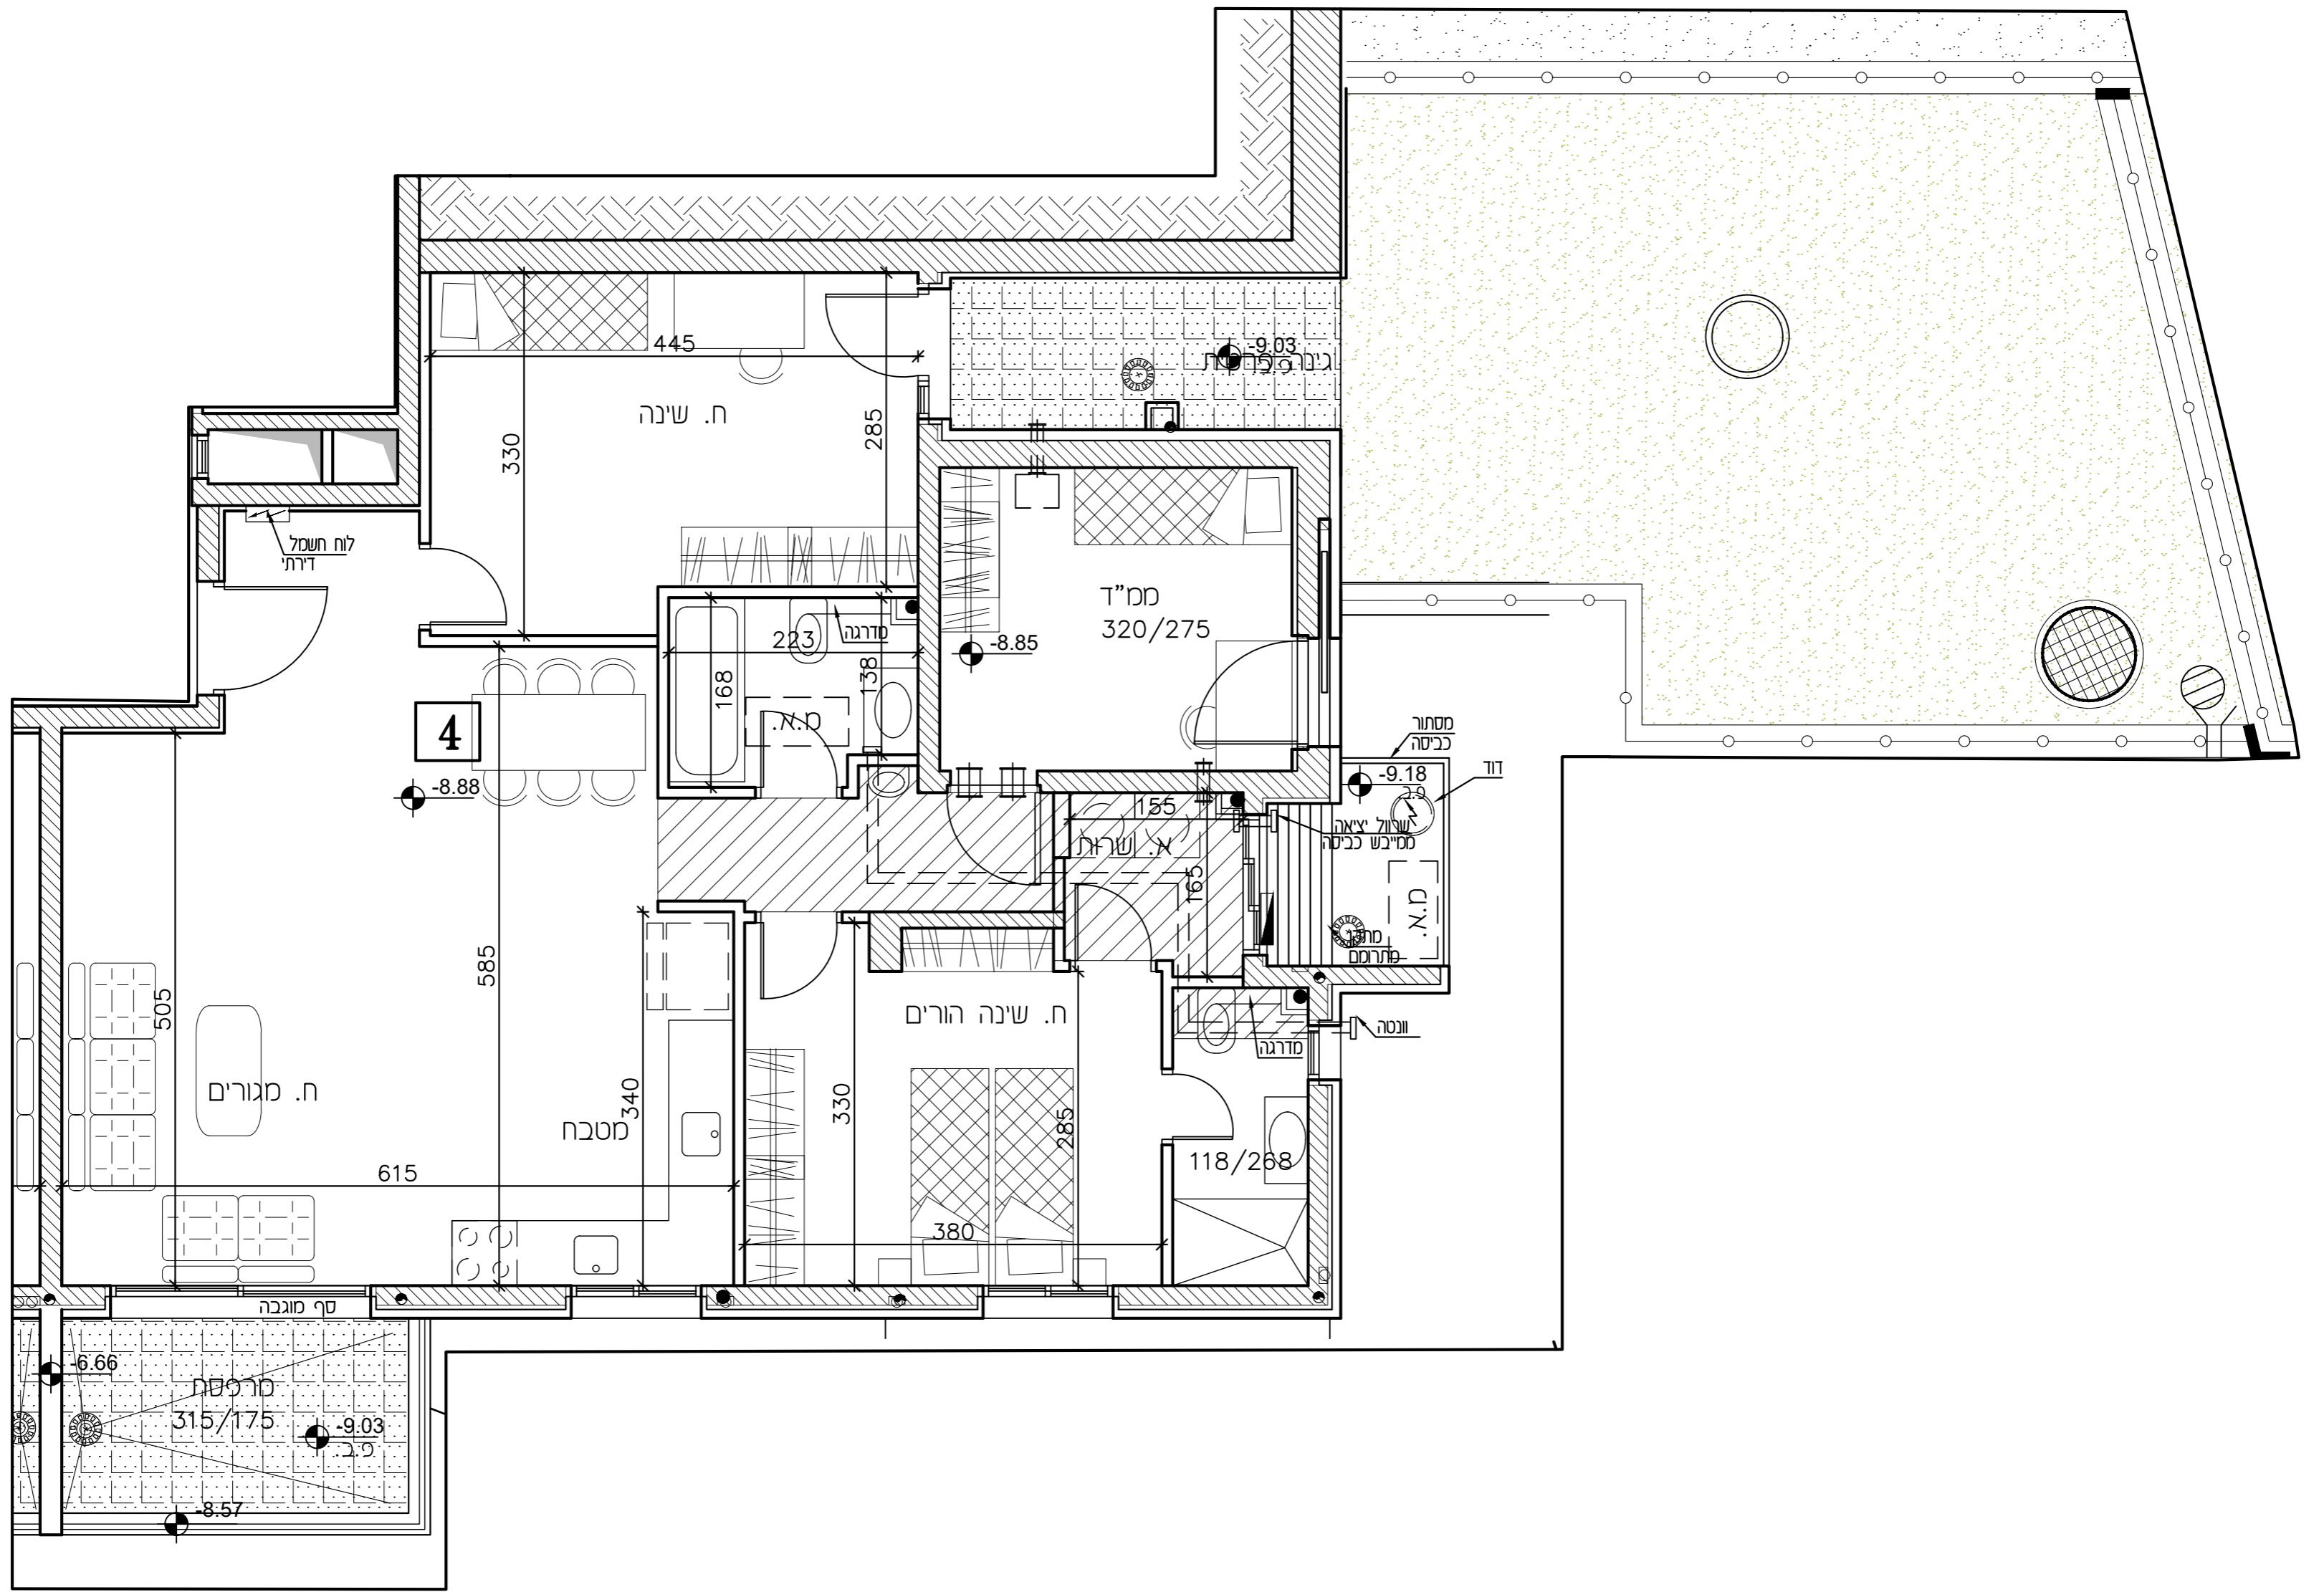 -9.03
גינה פרטית
פ.ב.
445
ח. שינה
330
285
לוח חשמל
דירתי
ממ"ד
320/275
-8.85
מדרגה
223
138
168
מ.א.
4
-8.88
מסתור
כביסה
דוד
-9.18
פ.ב.
155
א. שרות
שרוול יציאה
ממייבש כביסה
165
מ.א.
מתרומם
585
505
ח. שינה הורים
וונטה
מדרגה
ח. מגורים
340
330
285
מטבח
118/268
615
380
סף מוגבה
-6.66
מרפסת
315/175
-9.03
פ.ב.
-8.57